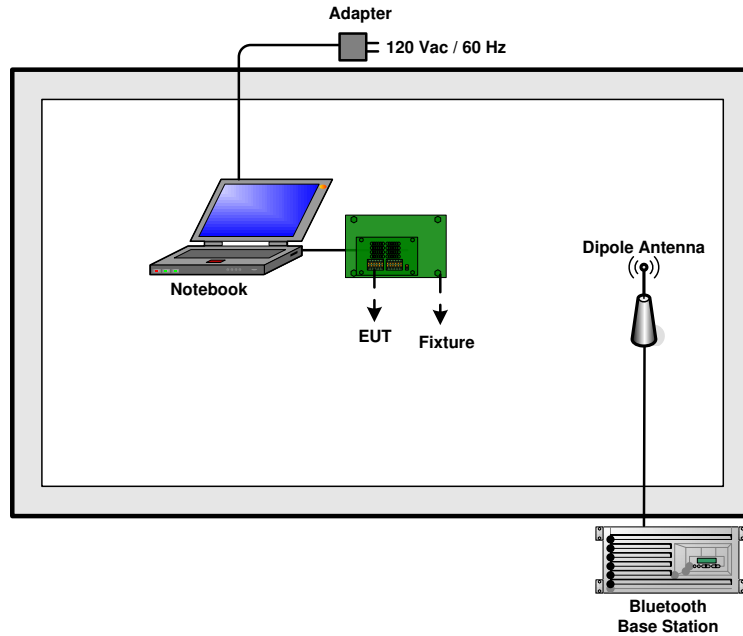 Adapter
120 Vac / 60 Hz
Dipole Antenna
Notebook
EUT
Fixture
Bluetooth
Base Station